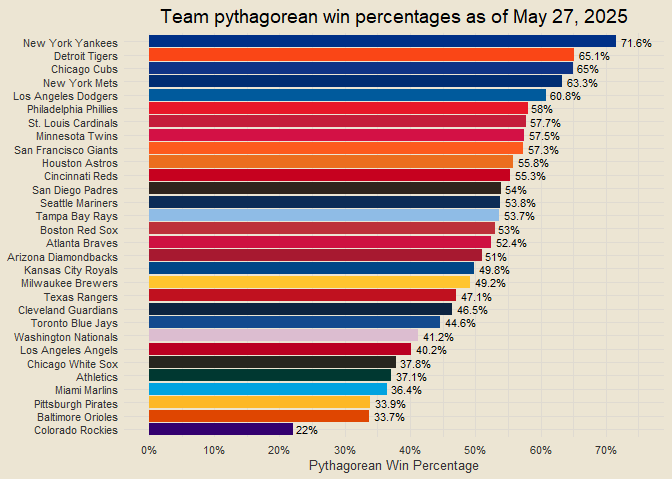 Team pythagorean win percentages as of May 27, 2025
New York Yankees 71.6%
Detroit Tigers 65.1%
Chicago Cubs 65%
New York Mets 63.3%
Los Angeles Dodgers 60.8%
Philadelphia Phillies 58%
St. Louis Cardinals 57.7%
Minnesota Twins 57.5%
San Francisco Giants 57.3%
Houston Astros 55.8%
Cincinnati Reds 55.3%
San Diego Padres 54%
Seattle Mariners 53.8%
Tampa Bay Rays 53.7%
Boston Red Sox 53%
Atlanta Braves 52.4%
Arizona Diamondbacks 51%
Kansas City Royals 49.8%
Milwaukee Brewers 49.2%
Texas Rangers 47.1%
Cleveland Guardians 46.5%
Toronto Blue Jays 44.6%
Washington Nationals 41.2%
Los Angeles Angels 40.2%
Chicago White Sox 37.8%
Athletics 37.1%
Miami Marlins 36.4%
Pittsburgh Pirates 33.9%
Baltimore Orioles 33.7%
Colorado Rockies 22%
0% 10% 20% 30% 40% 50% 60% 70%
Pythagorean Win Percentage